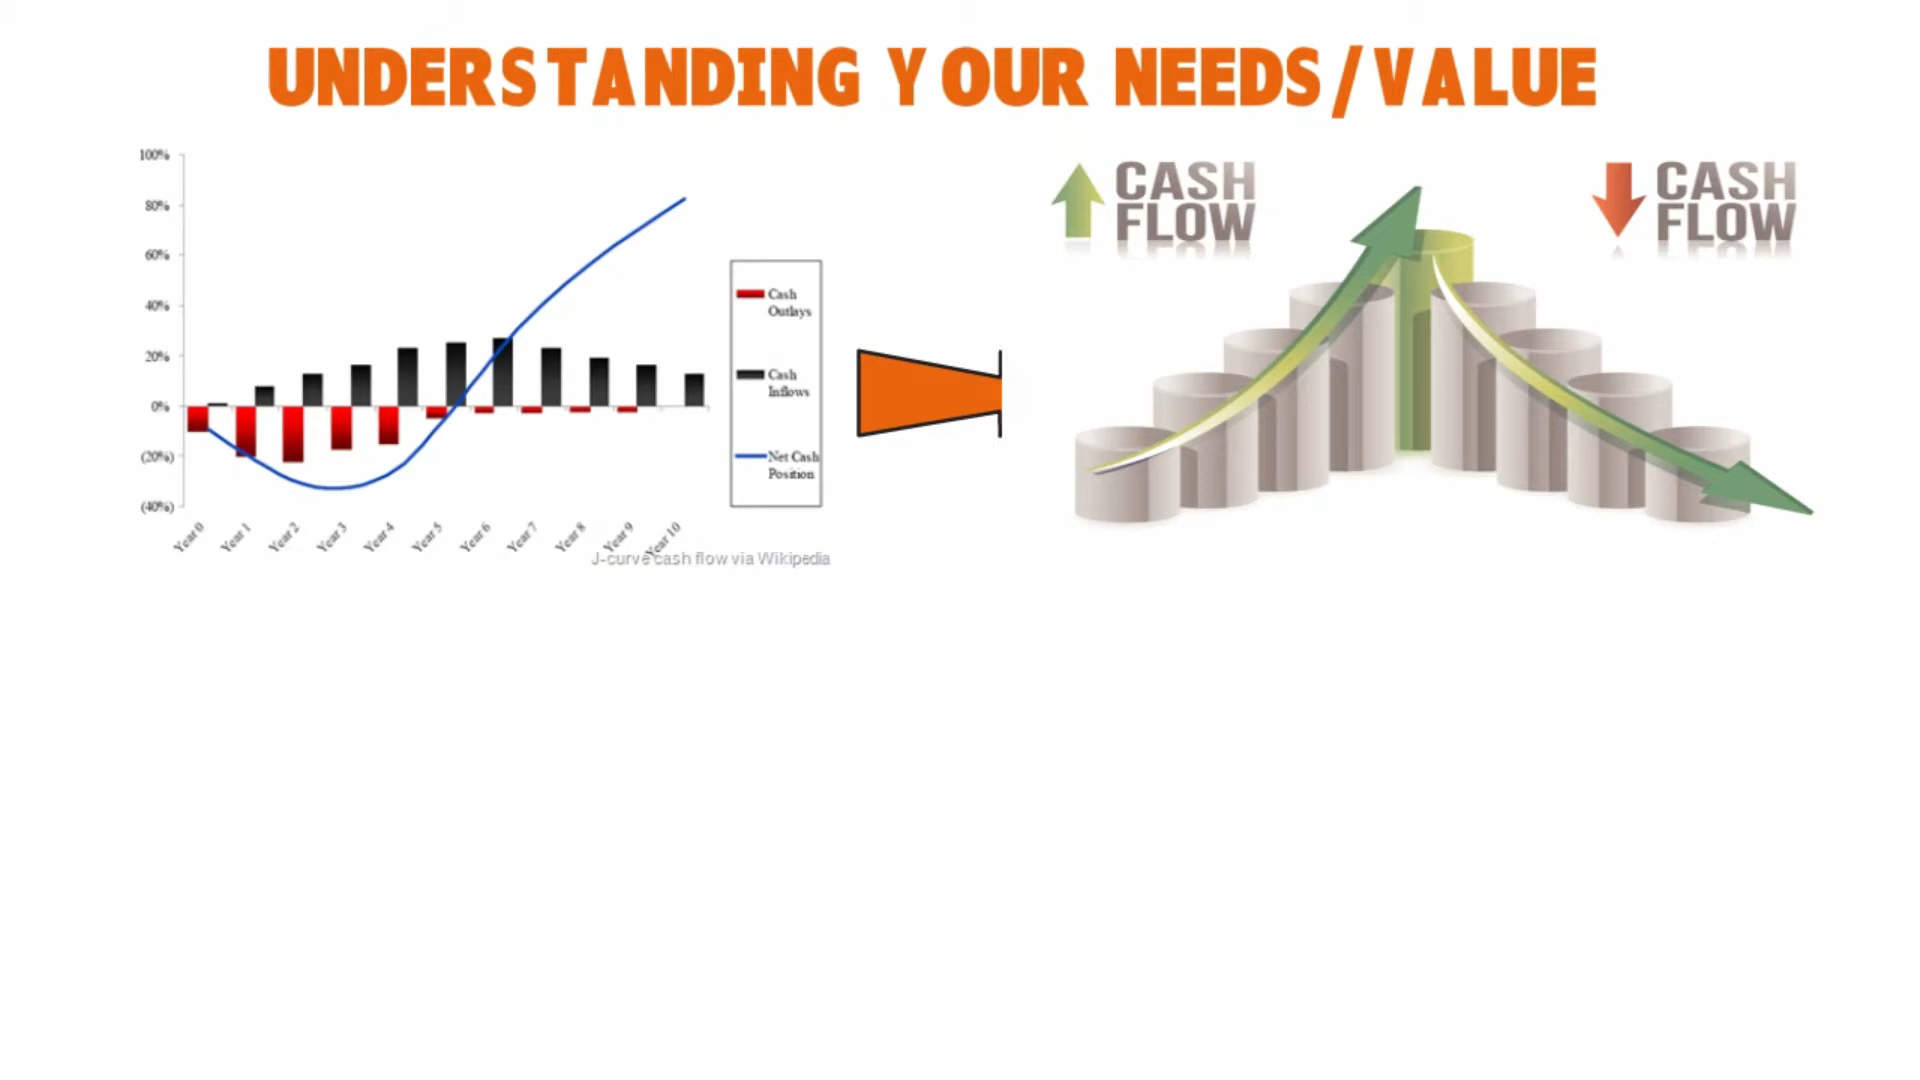 UNDERSTANDING YOUR NEEDS/VALUE
100%
80%
60%
40%
20%
0%
(20%)
(40%)
Year 0
Year 1
Year 2
Year 3
Year 4
Year 5
Year 6
Year 7
Year 8
Year 9
Year 10
Cash
Outlays
Cash
Inflows
Net Cash
Position
J-curve cash flow via Wikipedia
CASH
FLOW
CASH
FLOW